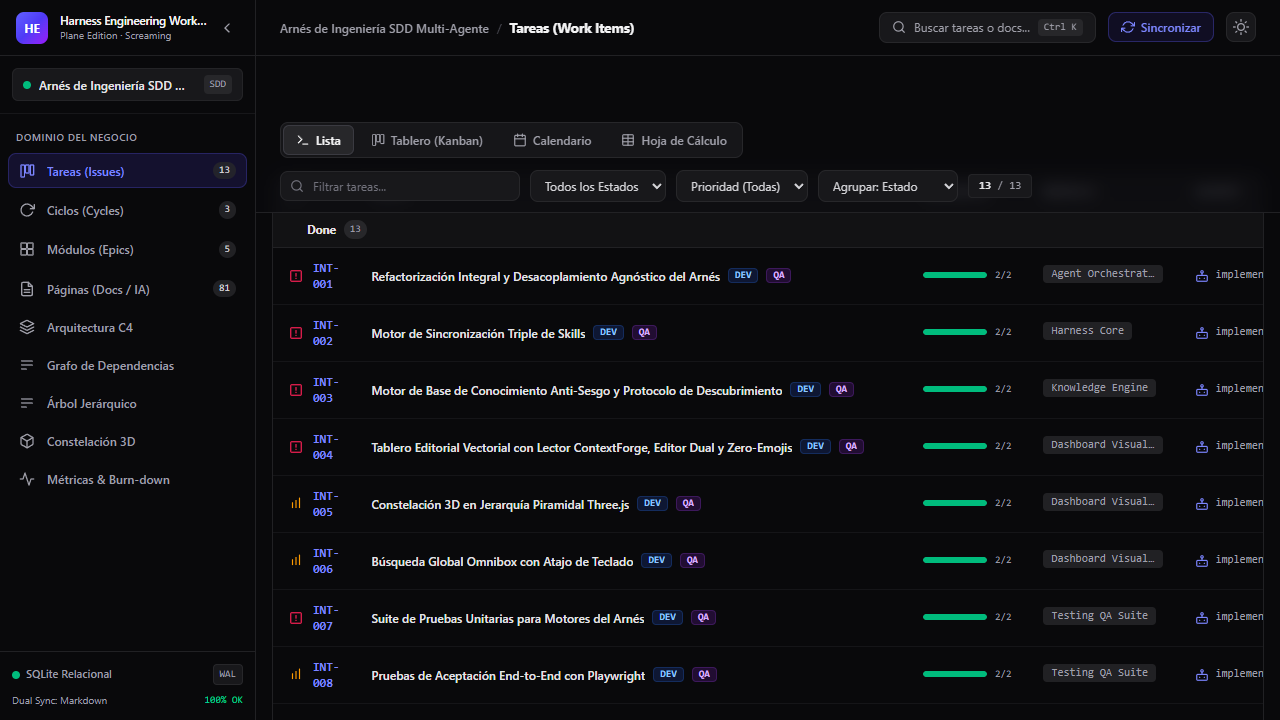 HE
Harness Engineering Work...
Plane Edition · Screaming
Arnés de Ingeniería SDD Multi-Agente / Tareas (Work Items)
Buscar tareas o docs... Ctrl K
Sincronizar
Arnés de Ingeniería SDD ... SDD
DOMINIO DEL NEGOCIO
Tareas (Issues) 13
Ciclos (Cycles) 3
Módulos (Epics) 5
Páginas (Docs / IA) 81
Arquitectura C4
Grafo de Dependencias
Árbol Jerárquico
Constelación 3D
Métricas & Burn-down
SQLite Relacional WAL
Dual Sync: Markdown 100% OK
Lista Tablero (Kanban) Calendario Hoja de Cálculo
Filtrar tareas... Todos los Estados Prioridad (Todas) Agrupar: Estado 13 / 13
Done 13
INT-001 Refactorización Integral y Desacoplamiento Agnóstico del Arnés DEV QA 2/2 Agent Orchestrat… implemen
INT-002 Motor de Sincronización Triple de Skills DEV QA 2/2 Harness Core implemen
INT-003 Motor de Base de Conocimiento Anti-Sesgo y Protocolo de Descubrimiento DEV QA 2/2 Knowledge Engine implemen
INT-004 Tablero Editorial Vectorial con Lector ContextForge, Editor Dual y Zero-Emojis DEV QA 2/2 Dashboard Visual… implemen
INT-005 Constelación 3D en Jerarquía Piramidal Three.js DEV QA 2/2 Dashboard Visual… implemen
INT-006 Búsqueda Global Omnibox con Atajo de Teclado DEV QA 2/2 Dashboard Visual… implemen
INT-007 Suite de Pruebas Unitarias para Motores del Arnés DEV QA 2/2 Testing QA Suite implemen
INT-008 Pruebas de Aceptación End-to-End con Playwright DEV QA 2/2 Testing QA Suite implemen